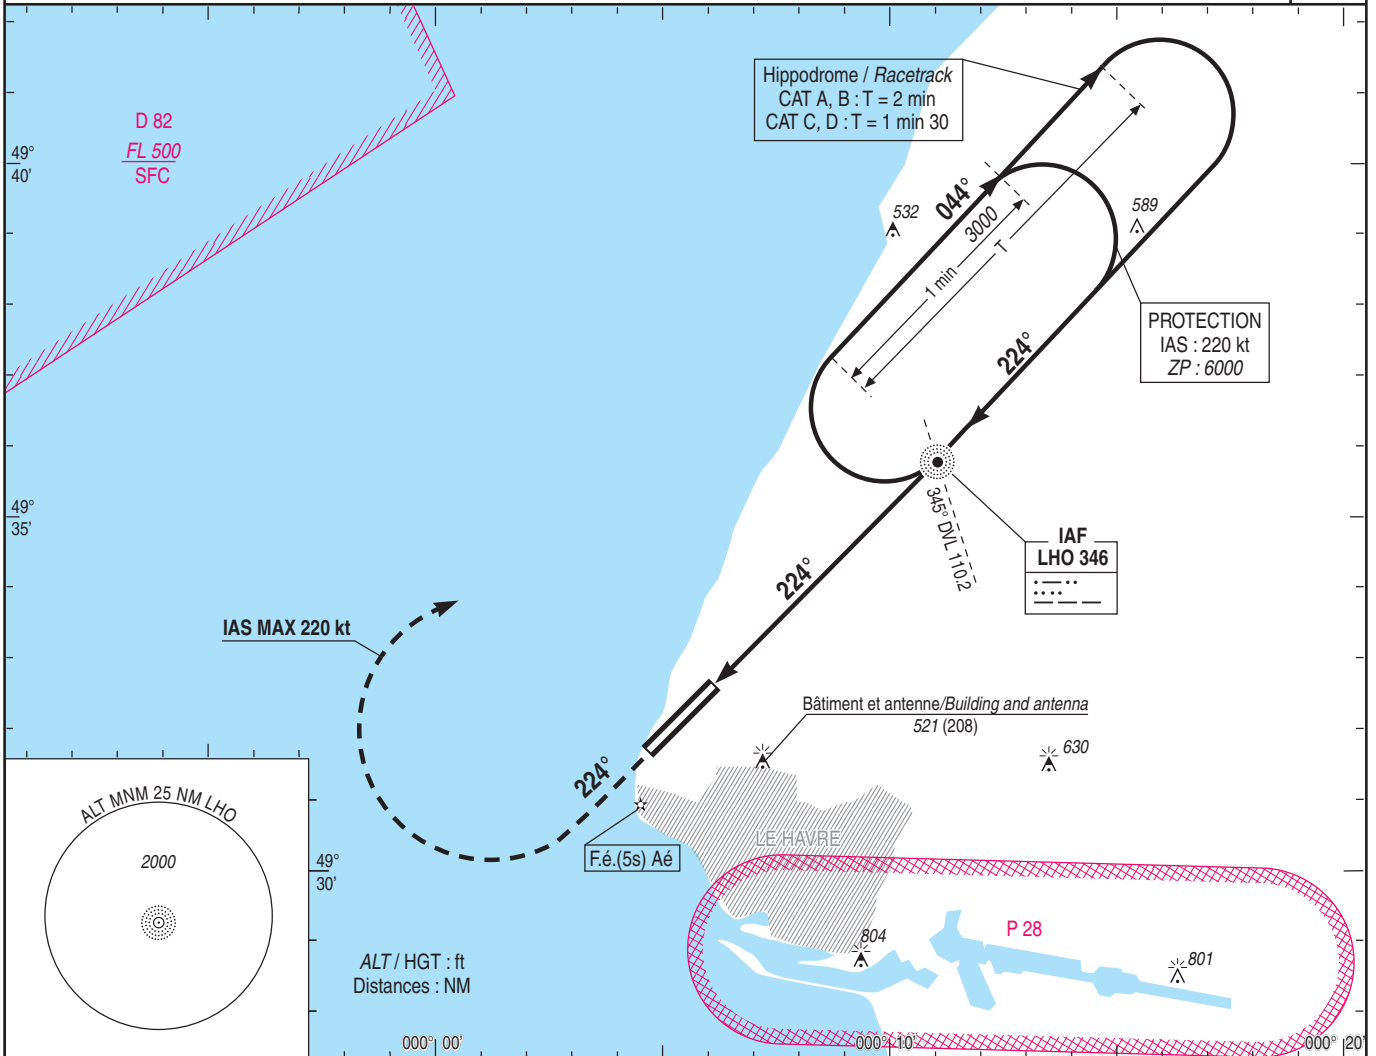 Hippodrome / Racetrack
CAT A, B : T = 2 min
CAT C, D : T = 1 min 30
D 82
FL 500
SFC
49°
40'
532
044°
3000
1 min
T
589
PROTECTION
IAS : 220 kt
ZP : 6000
224°
49°
35'
345° DVL 110.2
IAF
LHO 346
224°
IAS MAX 220 kt
Bâtiment et antenne/Building and antenna
521 (208)
630
224°
ALT MNM 25 NM LHO
2000
F.é.(5s) Aé
LE HAVRE
49°
30'
P 28
804
801
ALT / HGT : ft
Distances : NM
000° 00'
000° 10'
000° 20'